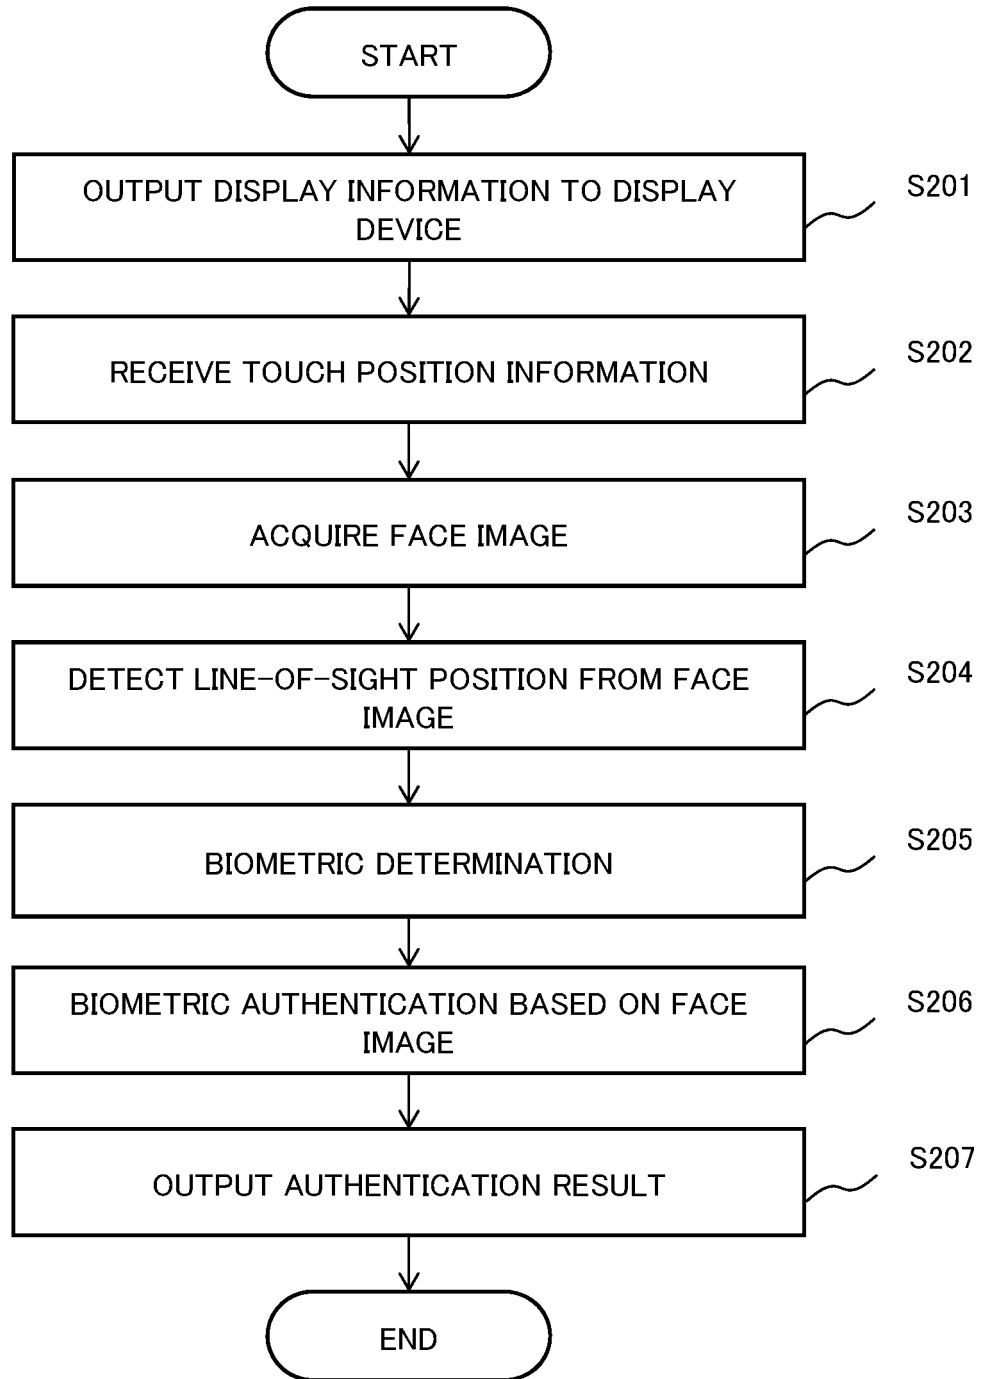 START
OUTPUT DISPLAY INFORMATION TO DISPLAY
DEVICE
S201
RECEIVE TOUCH POSITION INFORMATION
S202
ACQUIRE FACE IMAGE
S203
DETECT LINE-OF-SIGHT POSITION FROM FACE
IMAGE
S204
BIOMETRIC DETERMINATION
S205
BIOMETRIC AUTHENTICATION BASED ON FACE
IMAGE
S206
OUTPUT AUTHENTICATION RESULT
S207
END